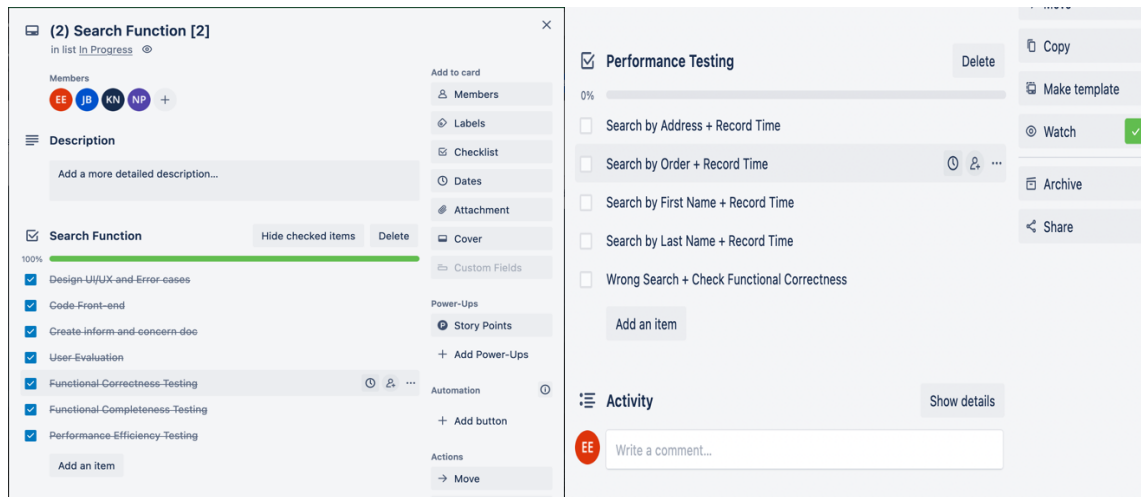 (2) Search Function [2]
in list In Progress
Members
EE JB KN NP +
Description
Add a more detailed description...
Search Function
Hide checked items
Delete
100%
Design UI/UX and Error cases
Code Front-end
Create inform and concern doc
User Evaluation
Functional Correctness Testing
Functional Completeness Testing
Performance Efficiency Testing
Add an item
Add to card
Members
Labels
Checklist
Dates
Attachment
Cover
Custom Fields
Power-Ups
Story Points
+ Add Power-Ups
Automation
+ Add button
Actions
Move
Performance Testing
Delete
0%
Search by Address + Record Time
Search by Order + Record Time
Search by First Name + Record Time
Search by Last Name + Record Time
Wrong Search + Check Functional Correctness
Add an item
Activity
Show details
EE
Write a comment...
Copy
Make template
Watch
Archive
Share